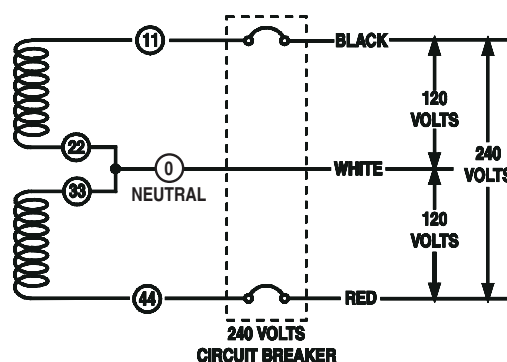 11
BLACK
120
VOLTS
22
240
VOLTS
0
WHITE
33
NEUTRAL
120
VOLTS
44
RED
240 VOLTS
CIRCUIT BREAKER